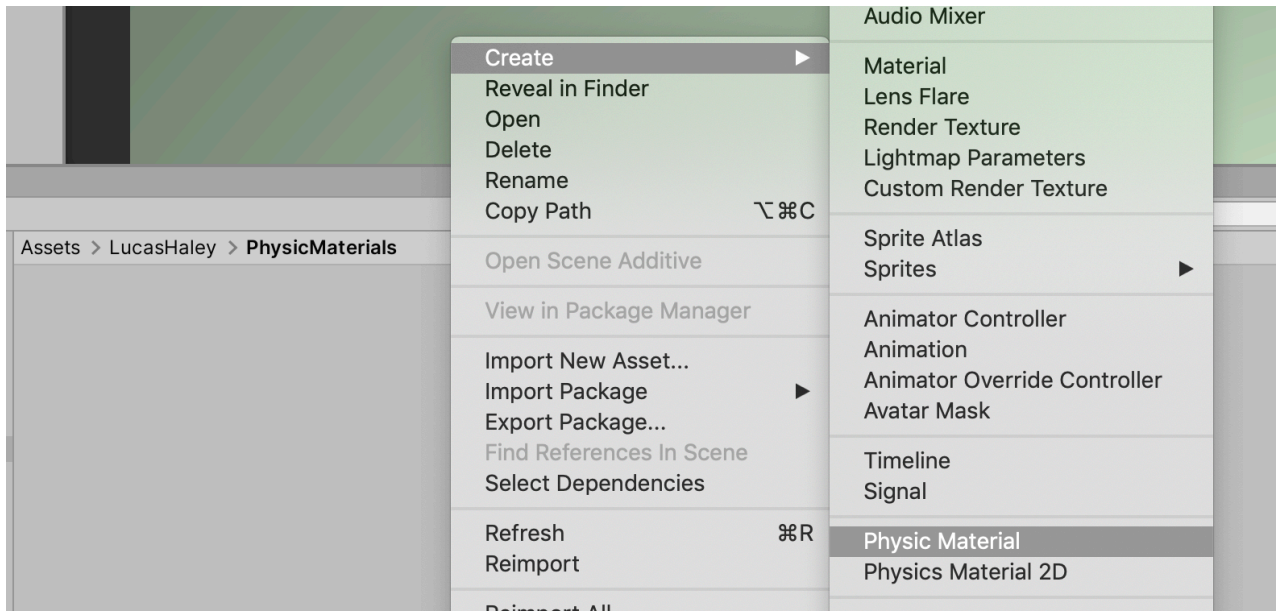 Assets > LucasHaley > PhysicMaterials
Create
Reveal in Finder
Open
Delete
Rename
Copy Path ⌥⌘C
Open Scene Additive
View in Package Manager
Import New Asset...
Import Package
Export Package...
Find References In Scene
Select Dependencies
Refresh ⌘R
Reimport
Reimport All
Audio Mixer
Material
Lens Flare
Render Texture
Lightmap Parameters
Custom Render Texture
Sprite Atlas
Sprites
Animator Controller
Animation
Animator Override Controller
Avatar Mask
Timeline
Signal
Physic Material
Physics Material 2D